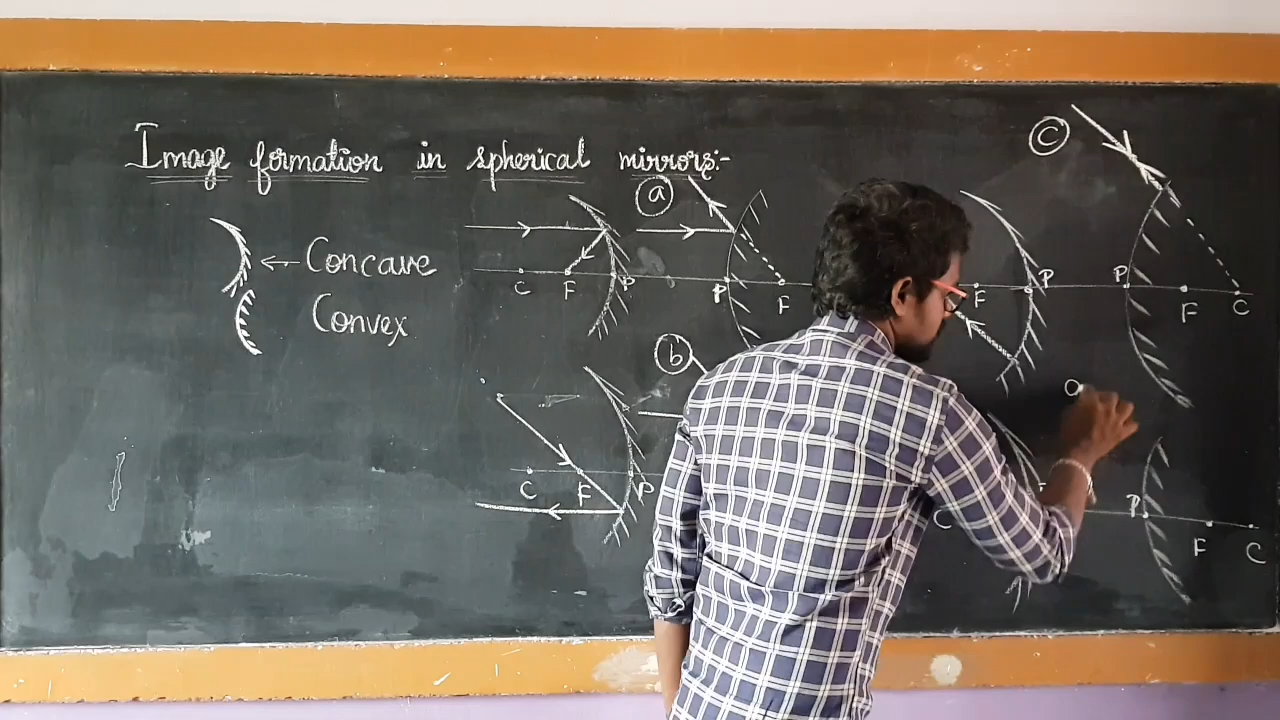 Image formation in spherical mirrors:-
← Concave
Convex
a
C F P
P F
F P
c
P F C
b
C F P
C
P F C